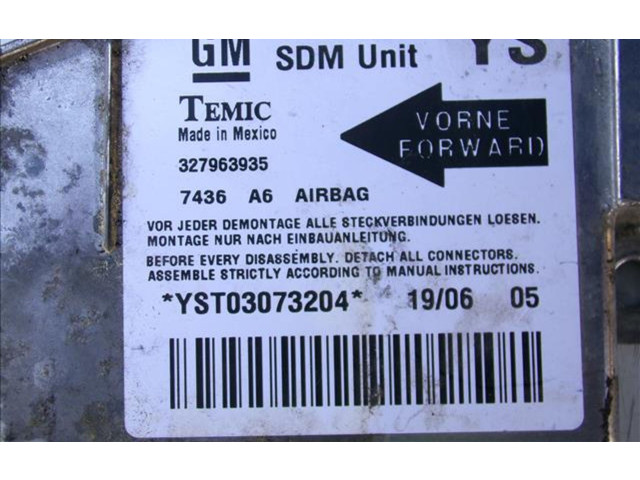 GM SDM Unit YS
TEMIC
Made in Mexico
VORNE
FORWARD
327963935
7436 A6 AIRBAG
VOR JEDER DEMONTAGE ALLE STECKVERBINDUNGEN LOESEN.
MONTAGE NUR NACH EINBAUANLEITUNG.
BEFORE EVERY DISASSEMBLY. DETACH ALL CONNECTORS.
ASSEMBLE STRICTLY ACCORDING TO MANUAL INSTRUCTIONS.
*YST03073204* 19/06 05